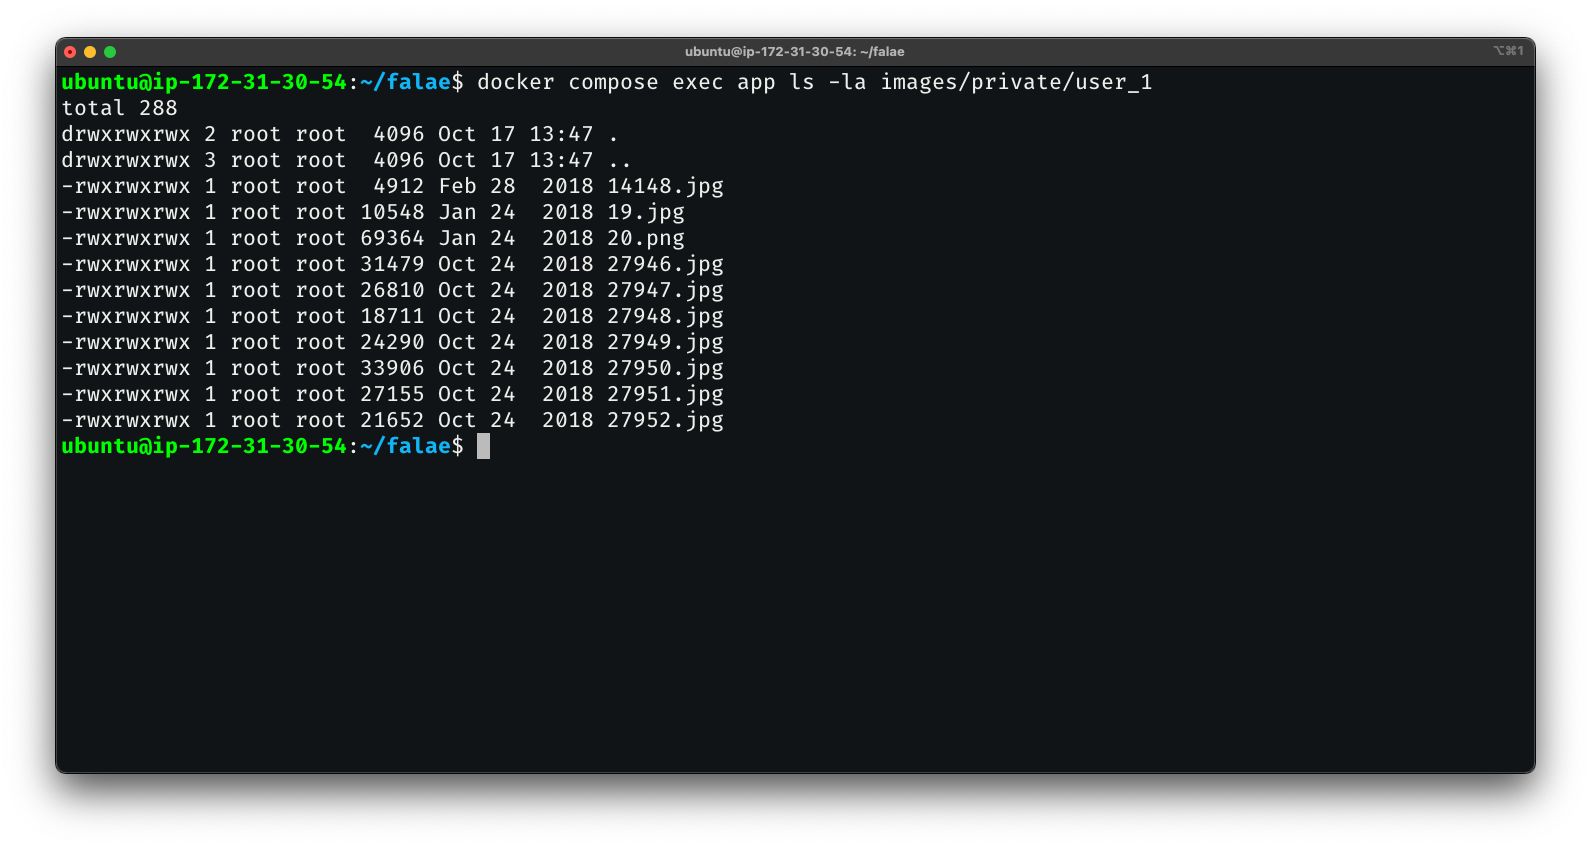 ubuntu@ip-172-31-30-54: ~/falae
⌥⌘1
ubuntu@ip-172-31-30-54:~/falae$ docker compose exec app ls -la images/private/user_1
total 288
drwxrwxrwx 2 root root  4096 Oct 17 13:47 .
drwxrwxrwx 3 root root  4096 Oct 17 13:47 ..
-rwxrwxrwx 1 root root  4912 Feb 28  2018 14148.jpg
-rwxrwxrwx 1 root root 10548 Jan 24  2018 19.jpg
-rwxrwxrwx 1 root root 69364 Jan 24  2018 20.png
-rwxrwxrwx 1 root root 31479 Oct 24  2018 27946.jpg
-rwxrwxrwx 1 root root 26810 Oct 24  2018 27947.jpg
-rwxrwxrwx 1 root root 18711 Oct 24  2018 27948.jpg
-rwxrwxrwx 1 root root 24290 Oct 24  2018 27949.jpg
-rwxrwxrwx 1 root root 33906 Oct 24  2018 27950.jpg
-rwxrwxrwx 1 root root 27155 Oct 24  2018 27951.jpg
-rwxrwxrwx 1 root root 21652 Oct 24  2018 27952.jpg
ubuntu@ip-172-31-30-54:~/falae$